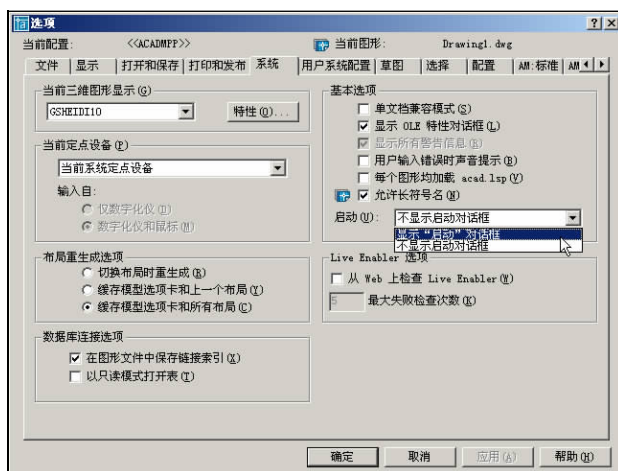 选项
当前配置: <<ACADMPP>> 当前图形: Drawing1.dwg
文件 显示 打开和保存 打印和发布 系统 用户系统配置 草图 选择 配置 AM:标准 AM
当前三维图形显示(G)
GSHEIDI10 特性(O)...
当前定点设备(P)
当前系统定点设备
输入自:
仅数字化仪(D)
数字化仪和鼠标(M)
布局重生成选项
切换布局时重生成(R)
缓存模型选项卡和上一个布局(Y)
缓存模型选项卡和所有布局(C)
数据库连接选项
在图形文件中保存链接索引(X)
以只读模式打开表(T)
基本选项
单文档兼容模式(S)
显示 OLE 特性对话框(L)
显示所有警告信息(A)
用户输入错误时声音提示(B)
每个图形均加载 acad.lsp(V)
允许长符号名(N)
启动(U): 不显示启动对话框
显示“启动”对话框
不显示启动对话框
Live Enabler 选项
从 Web 上检查 Live Enabler(W)
5 最大失败检查次数(K)
确定 取消 应用(A) 帮助(H)